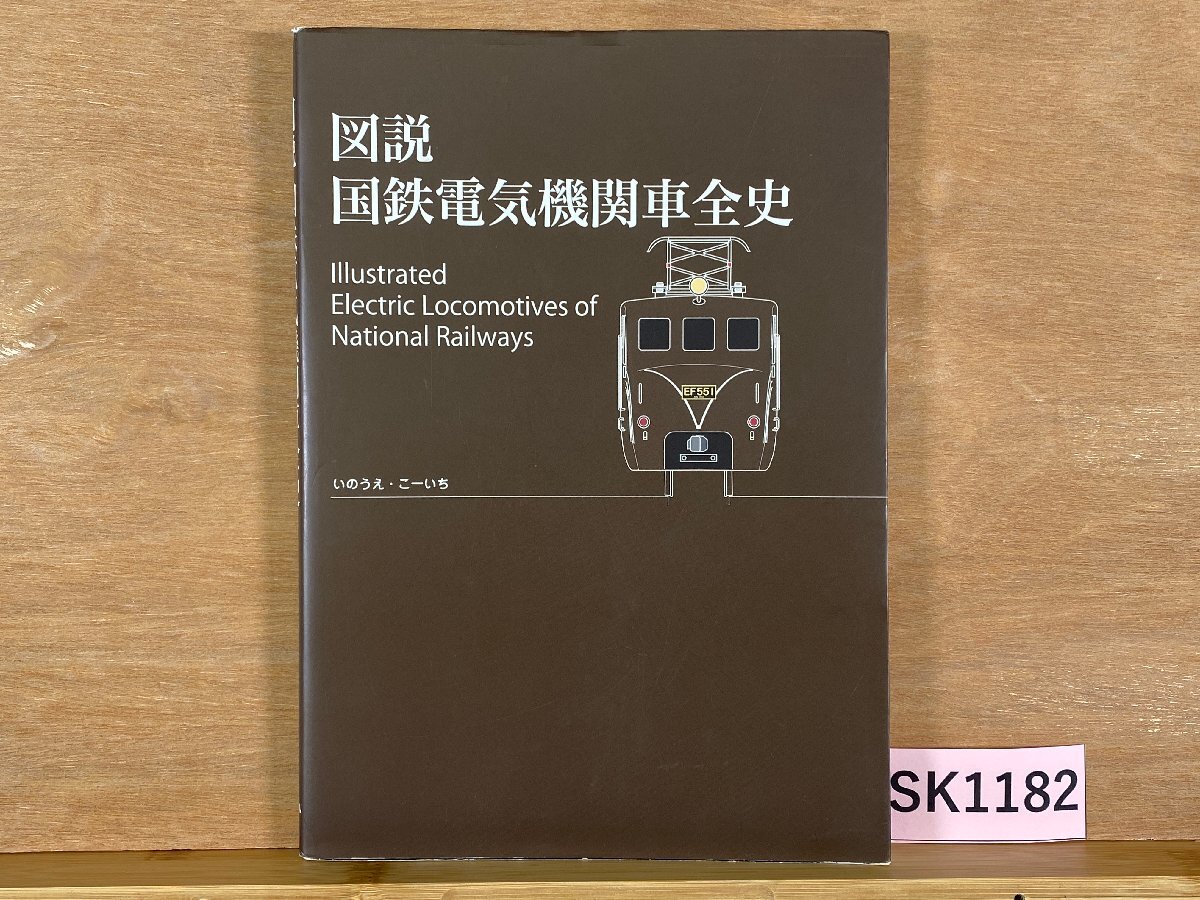 図説
国鉄電気機関車全史
Illustrated
Electric Locomotives of
National Railways
EF551
いのうえ・こーいち
SK1182